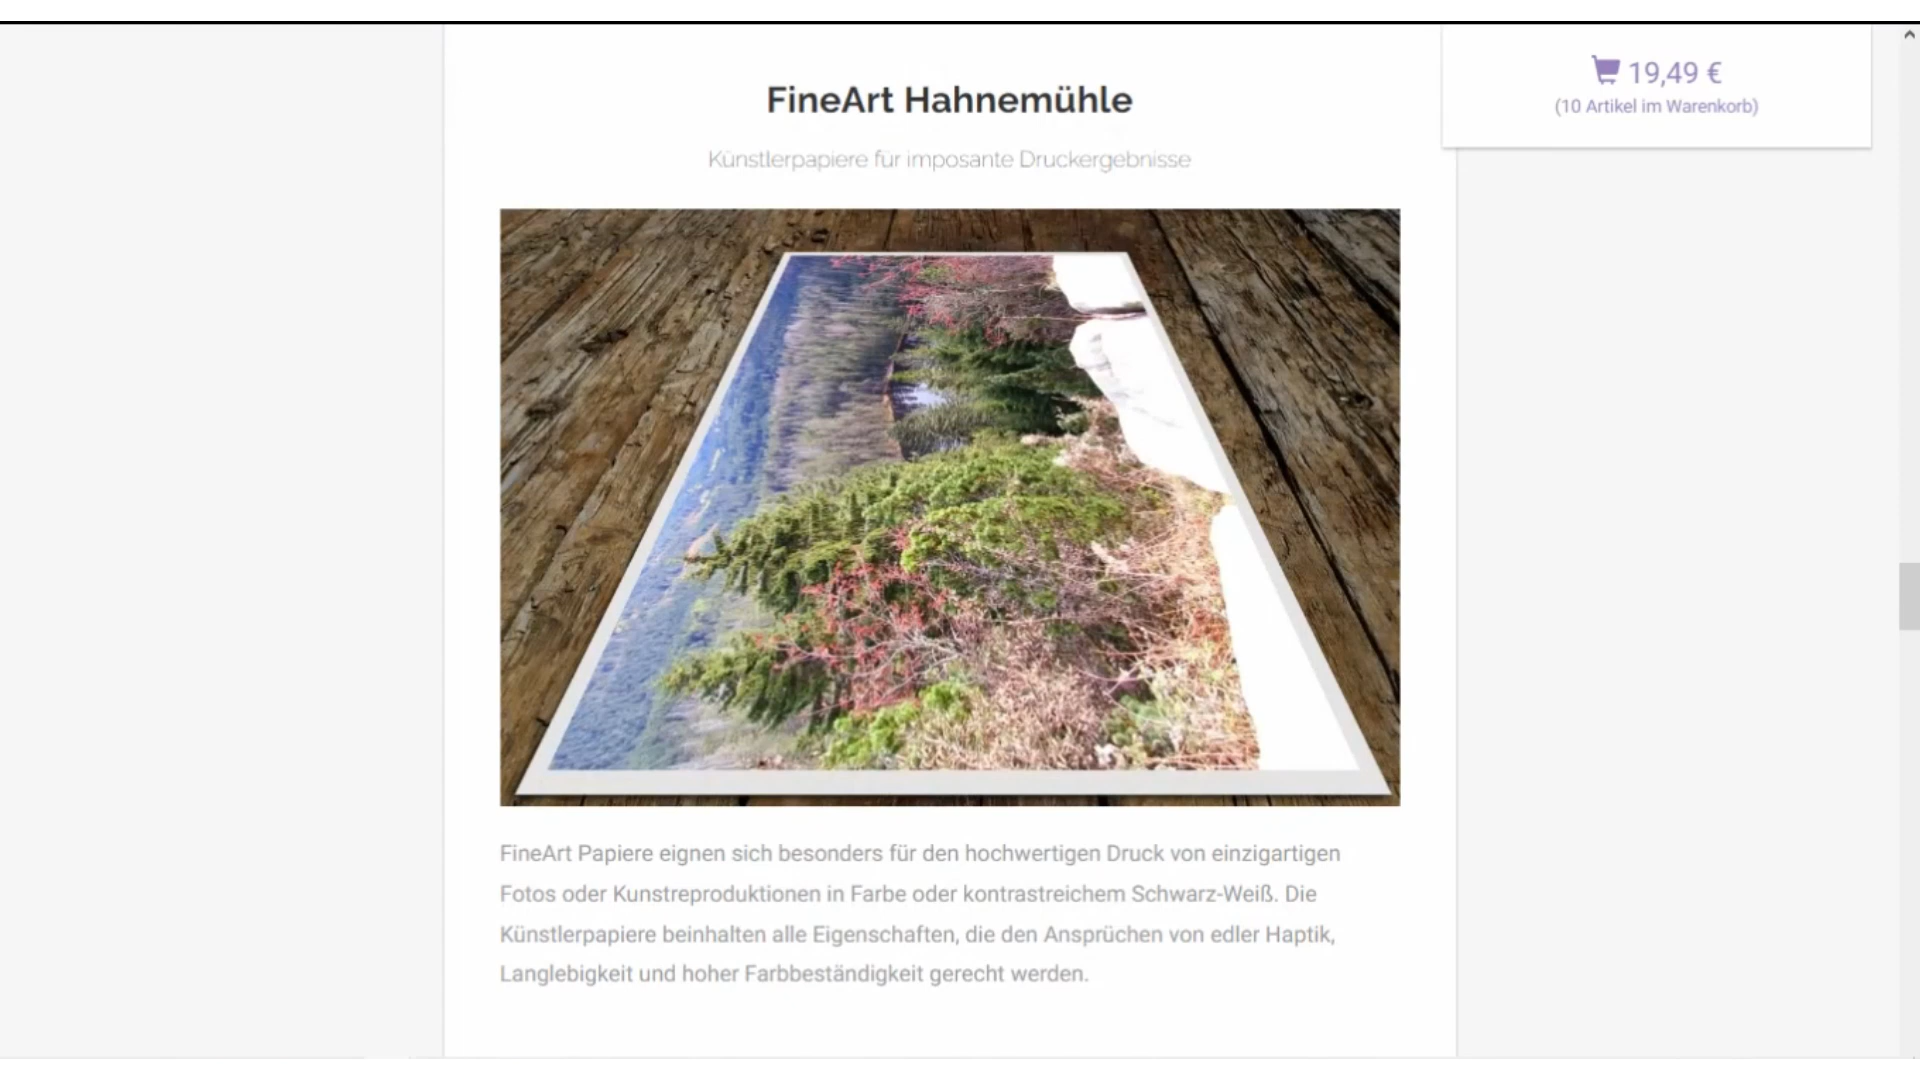 FineArt Hahnemühle
19,49 €
(10 Artikel im Warenkorb)
Künstlerpapiere für imposante Druckergebnisse
FineArt Papiere eignen sich besonders für den hochwertigen Druck von einzigartigen
Fotos oder Kunstreproduktionen in Farbe oder kontrastreichem Schwarz-Weiß. Die
Künstlerpapiere beinhalten alle Eigenschaften, die den Ansprüchen von edler Haptik,
Langlebigkeit und hoher Farbbeständigkeit gerecht werden.